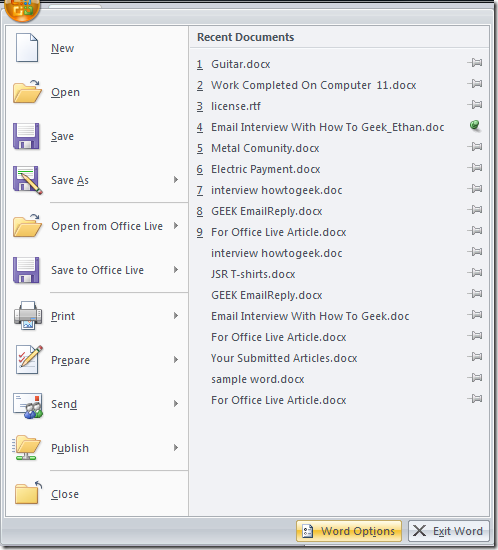 New
Open
Save
Save As
Open from Office Live
Save to Office Live
Print
Prepare
Send
Publish
Close
Recent Documents
1 Guitar.docx
2 Work Completed On Computer 11.docx
3 license.rtf
4 Email Interview With How To Geek_Ethan.doc
5 Metal Comunity.docx
6 Electric Payment.docx
7 interview howtogeek.doc
8 GEEK EmailReply.docx
9 For Office Live Article.docx
interview howtogeek.doc
JSR T-shirts.docx
GEEK EmailReply.docx
Email Interview With How To Geek.doc
For Office Live Article.docx
Your Submitted Articles.docx
sample word.docx
For Office Live Article.docx
Word Options
Exit Word